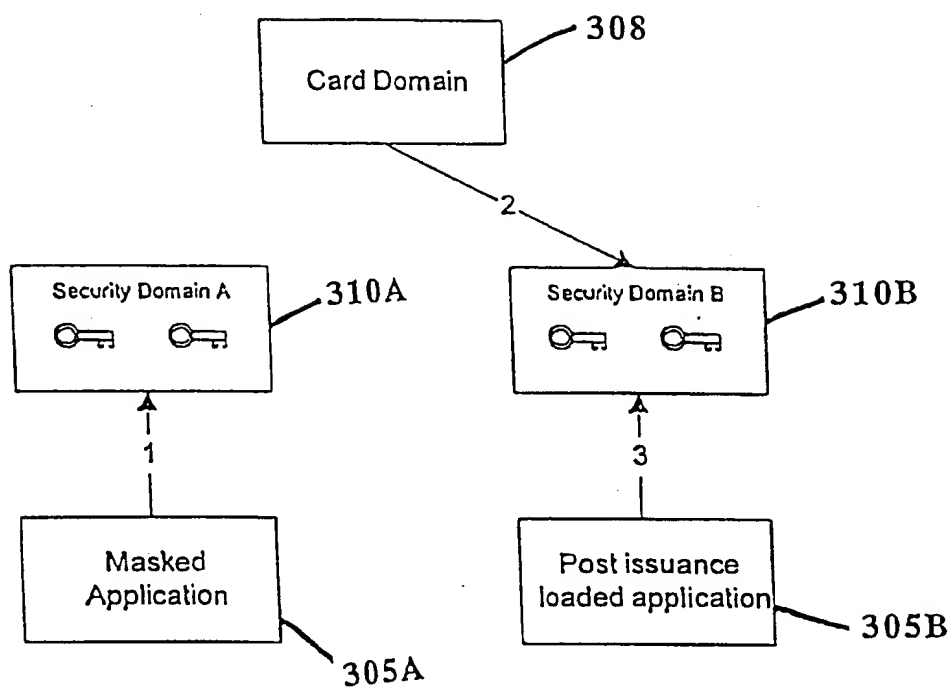 308
Card Domain
2
Security Domain A
310A
Security Domain B
310B
1
3
Masked
Application
305A
Post issuance
loaded application
305B